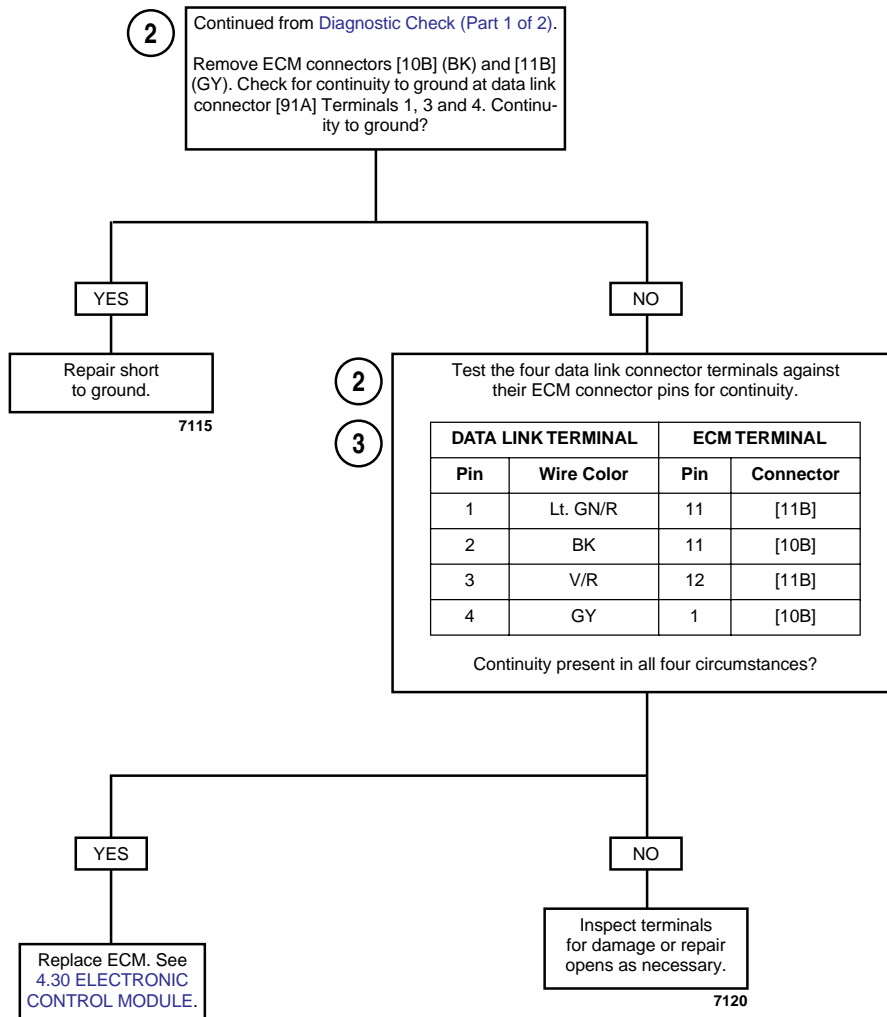 2
Continued from Diagnostic Check (Part 1 of 2).
Remove ECM connectors [10B] (BK) and [11B]
(GY). Check for continuity to ground at data link
connector [91A] Terminals 1, 3 and 4. Continu-
ity to ground?
YES
NO
Repair short
to ground.
7115
2
3
Test the four data link connector terminals against
their ECM connector pins for continuity.
DATA LINK TERMINAL ECM TERMINAL
Pin Wire Color Pin Connector
1 Lt. GN/R 11 [11B]
2 BK 11 [10B]
3 V/R 12 [11B]
4 GY 1 [10B]
Continuity present in all four circumstances?
YES
NO
Replace ECM. See
4.30 ELECTRONIC
CONTROL MODULE.
Inspect terminals
for damage or repair
opens as necessary.
7120